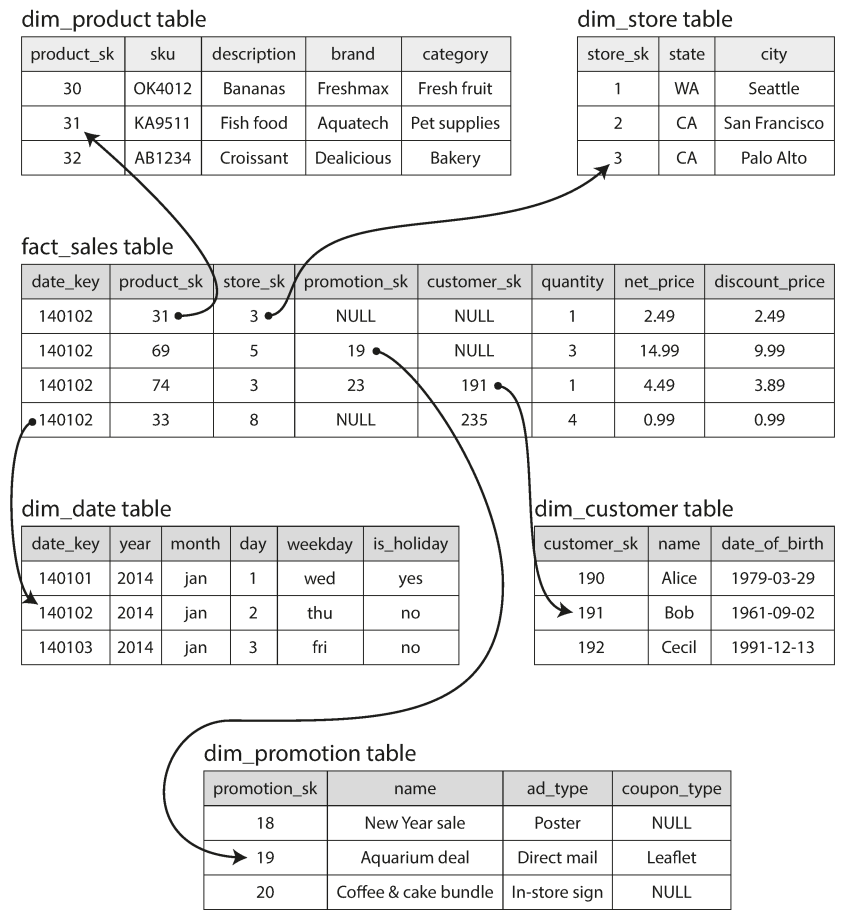 dim_product table
product_sk sku description brand category
30 OK4012 Bananas Freshmax Fresh fruit
31 KA9511 Fish food Aquatech Pet supplies
32 AB1234 Croissant Dealicious Bakery
dim_store table
store_sk state city
1 WA Seattle
2 CA San Francisco
3 CA Palo Alto
fact_sales table
date_key product_sk store_sk promotion_sk customer_sk quantity net_price discount_price
140102 31 3 NULL NULL 1 2.49 2.49
140102 69 5 19 NULL 3 14.99 9.99
140102 74 3 23 191 1 4.49 3.89
140102 33 8 NULL 235 4 0.99 0.99
dim_date table
date_key year month day weekday is_holiday
140101 2014 jan 1 wed yes
140102 2014 jan 2 thu no
140103 2014 jan 3 fri no
dim_customer table
customer_sk name date_of_birth
190 Alice 1979-03-29
191 Bob 1961-09-02
192 Cecil 1991-12-13
dim_promotion table
promotion_sk name ad_type coupon_type
18 New Year sale Poster NULL
19 Aquarium deal Direct mail Leaflet
20 Coffee & cake bundle In-store sign NULL